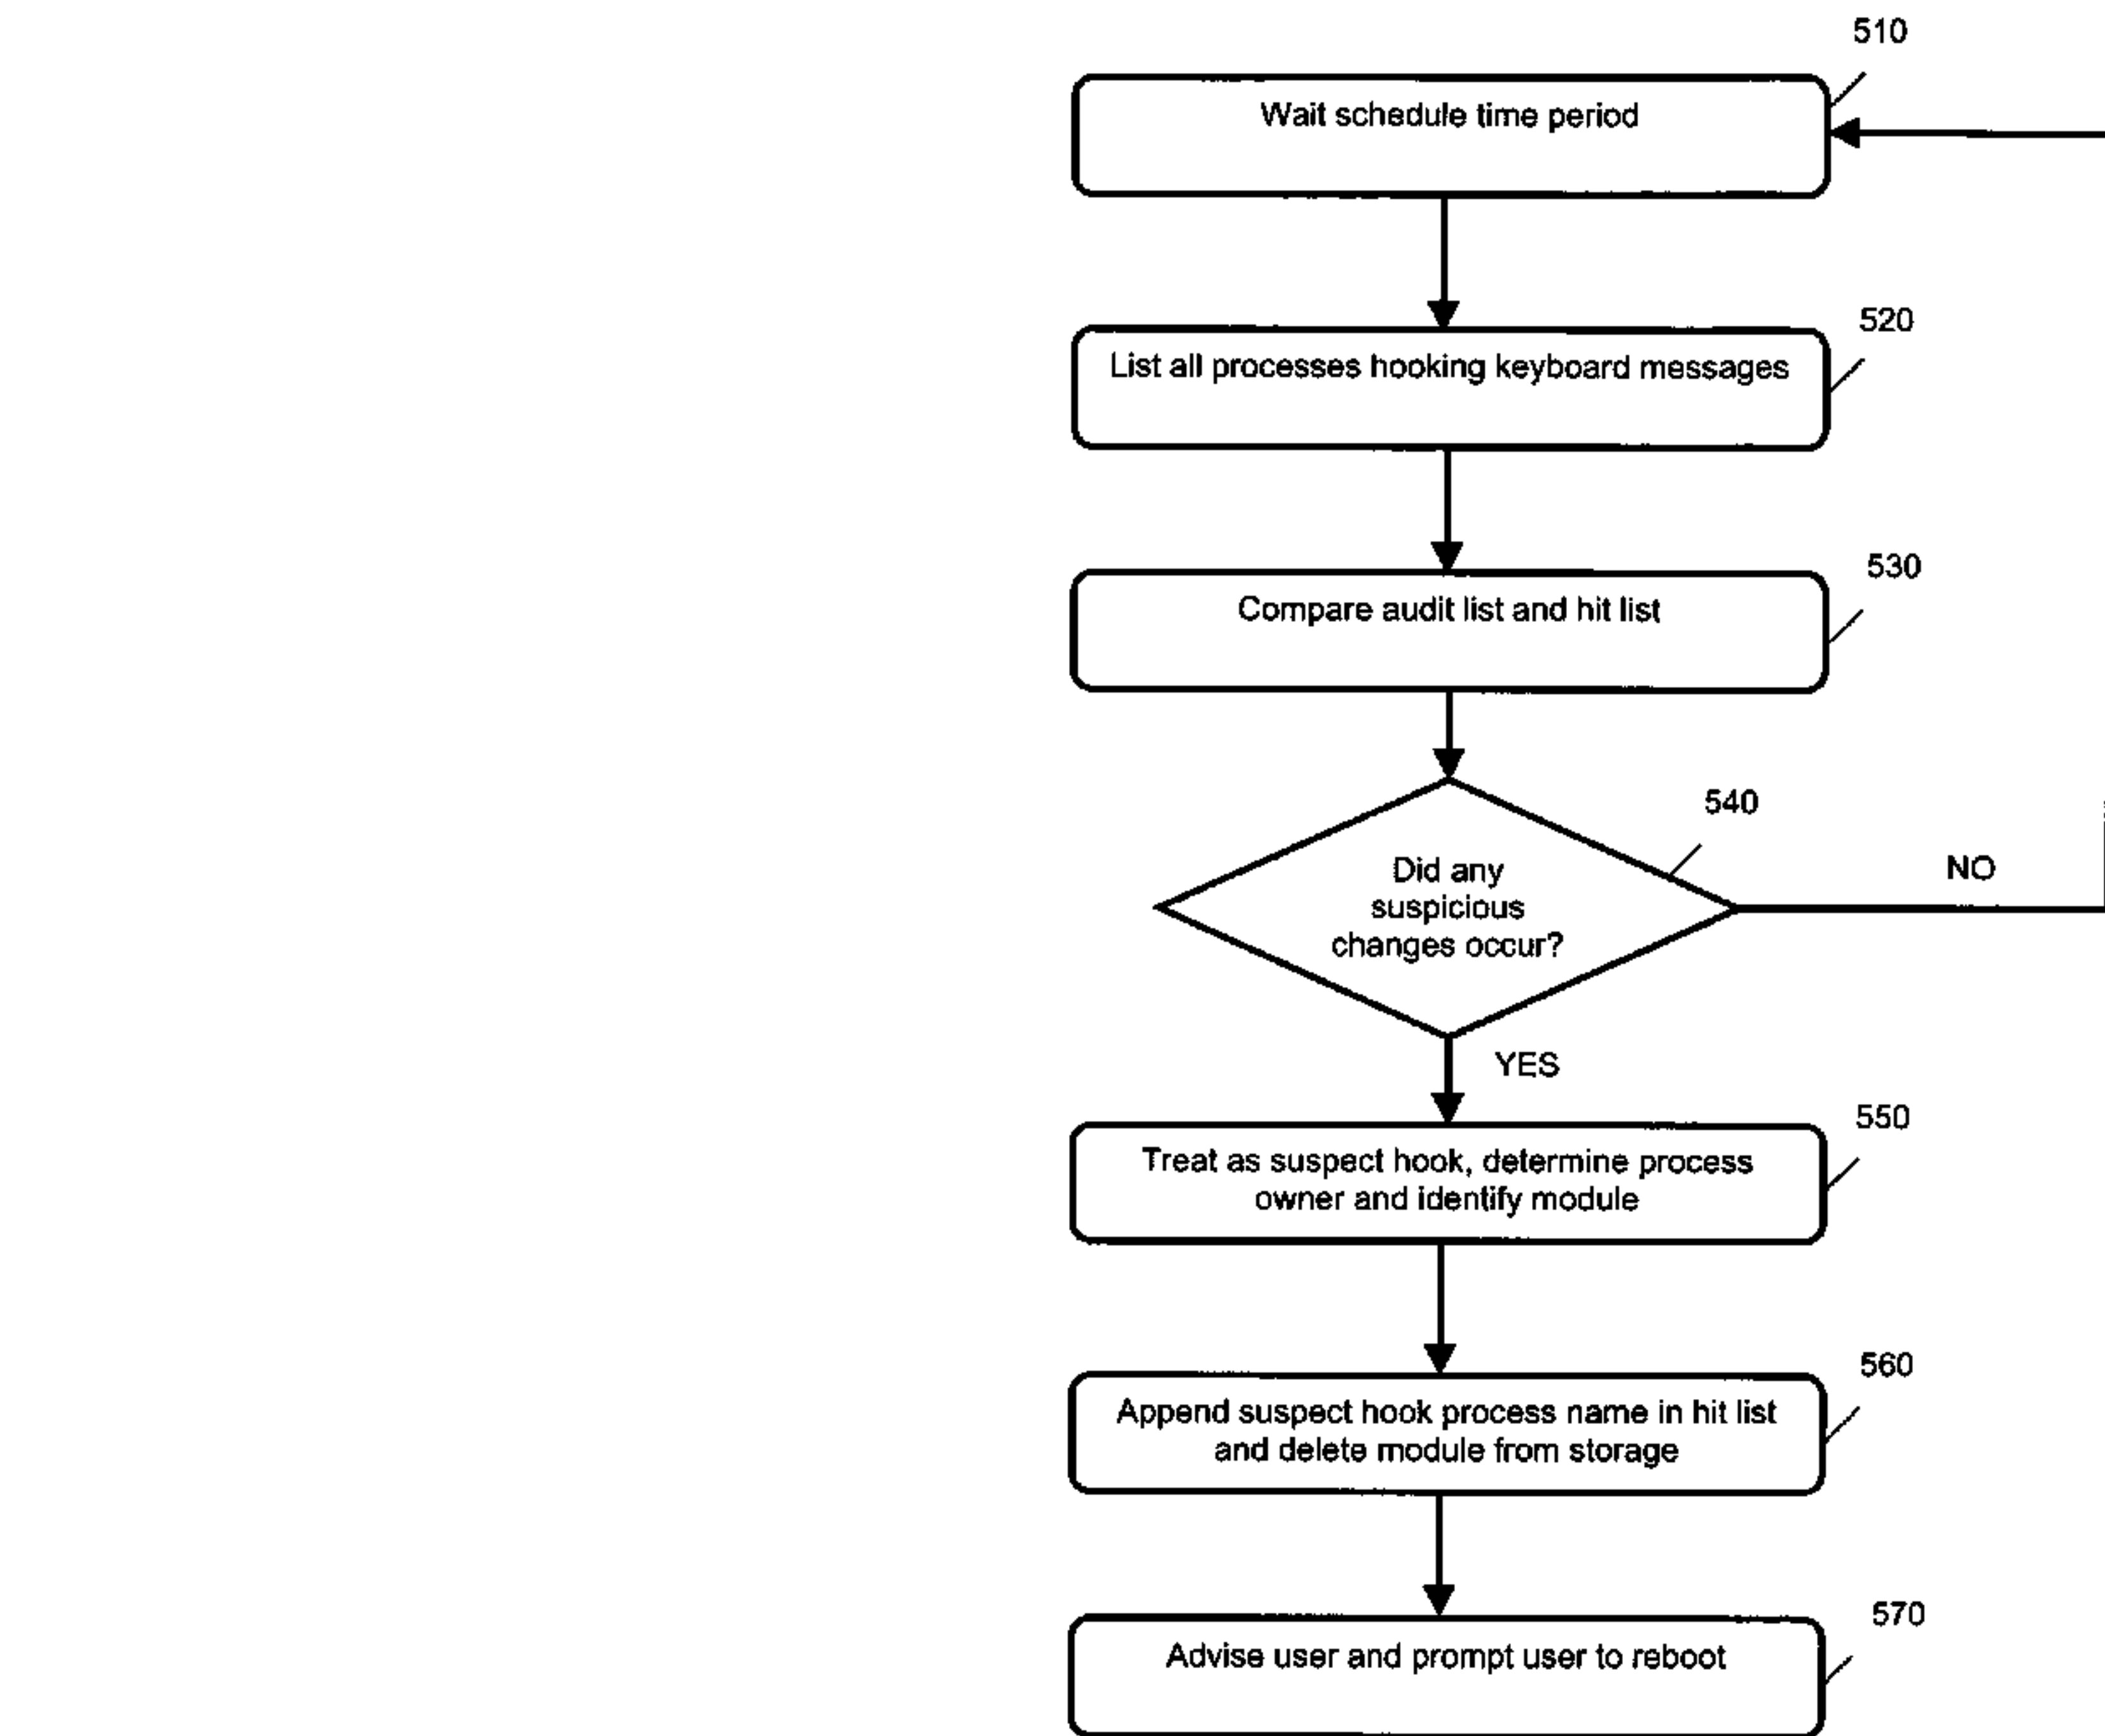 510
Wait schedule time period
520
List all processes hooking keyboard messages
530
Compare audit list and hit list
540
Did any
suspicious
changes occur?
NO
YES
550
Treat as suspect hook, determine process
owner and identify module
560
Append suspect hook process name in hit list
and delete module from storage
570
Advise user and prompt user to reboot